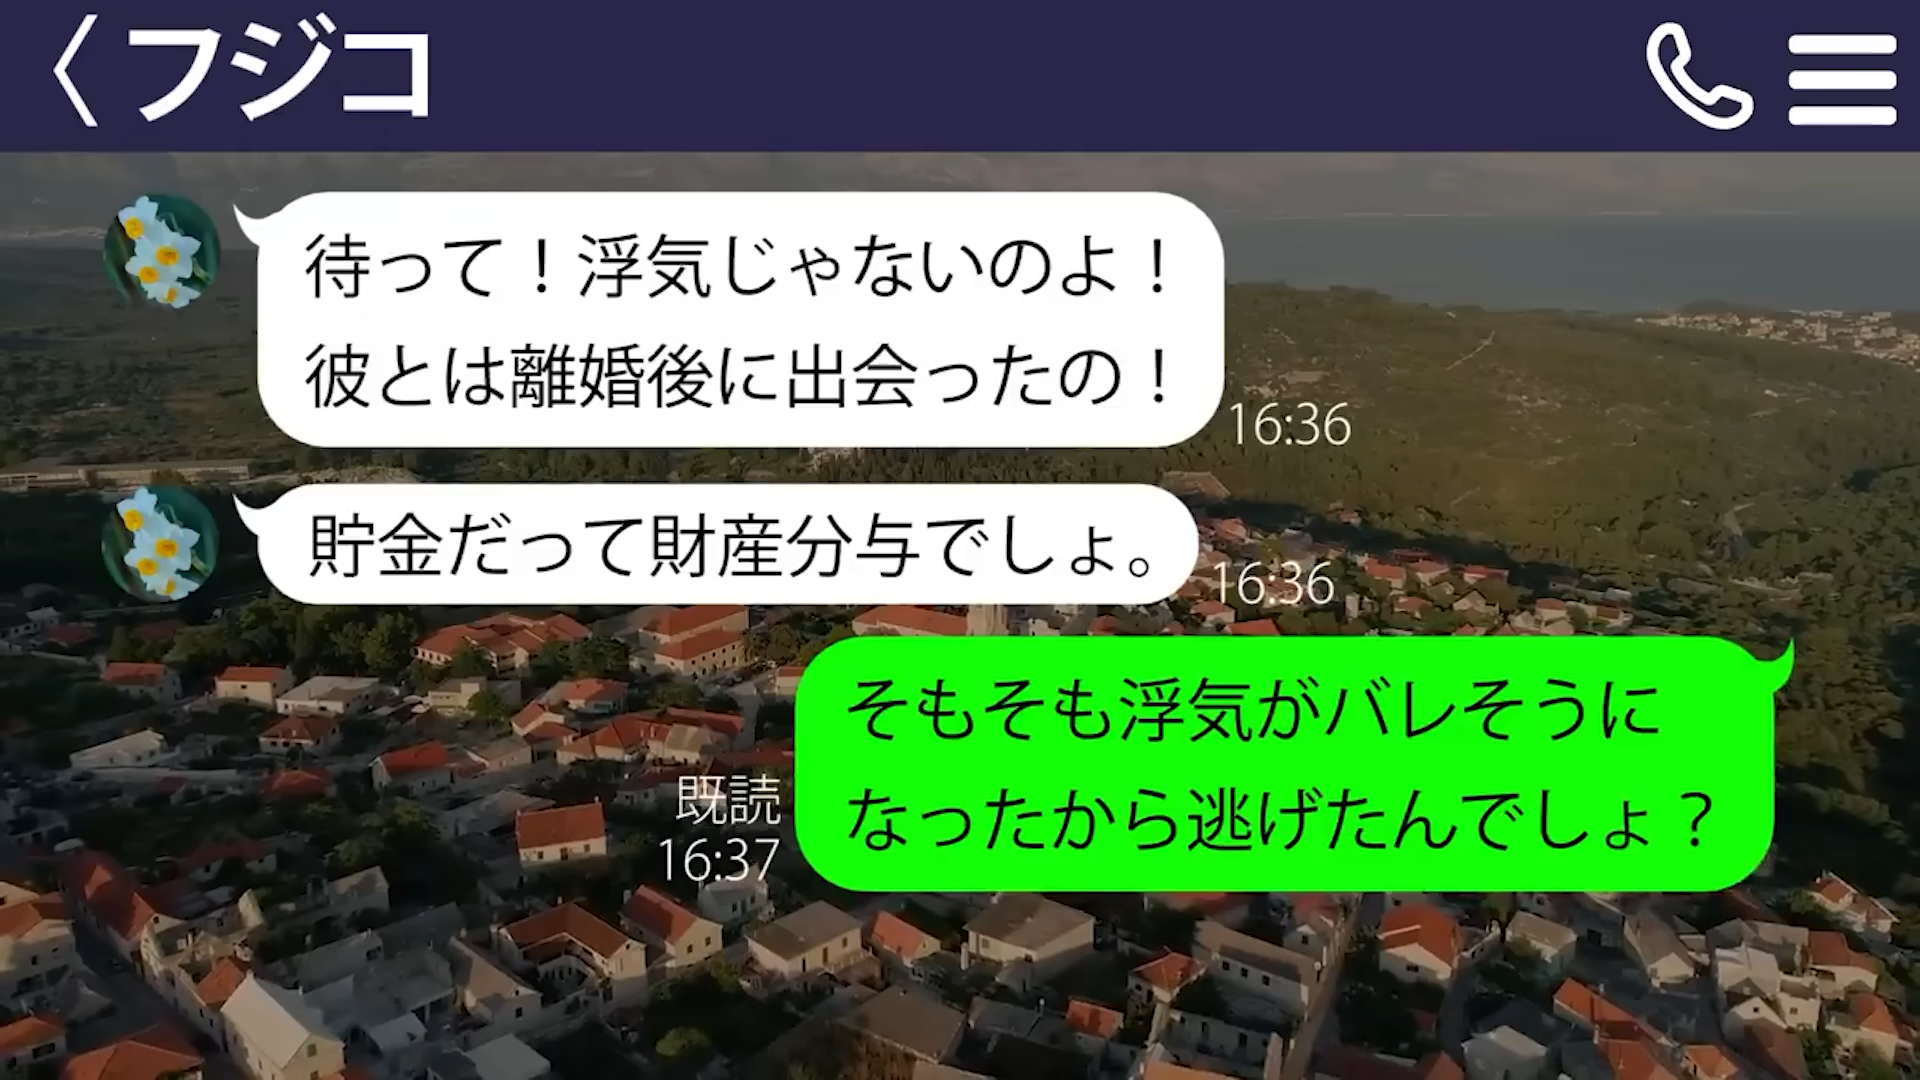 フジコ
待って！浮気じゃないのよ！
彼とは離婚後に出会ったの！
16:36
貯金だって財産分与でしょ。
16:36
そもそも浮気がバレそうに
なったから逃げたんでしょ？
既読
16:37